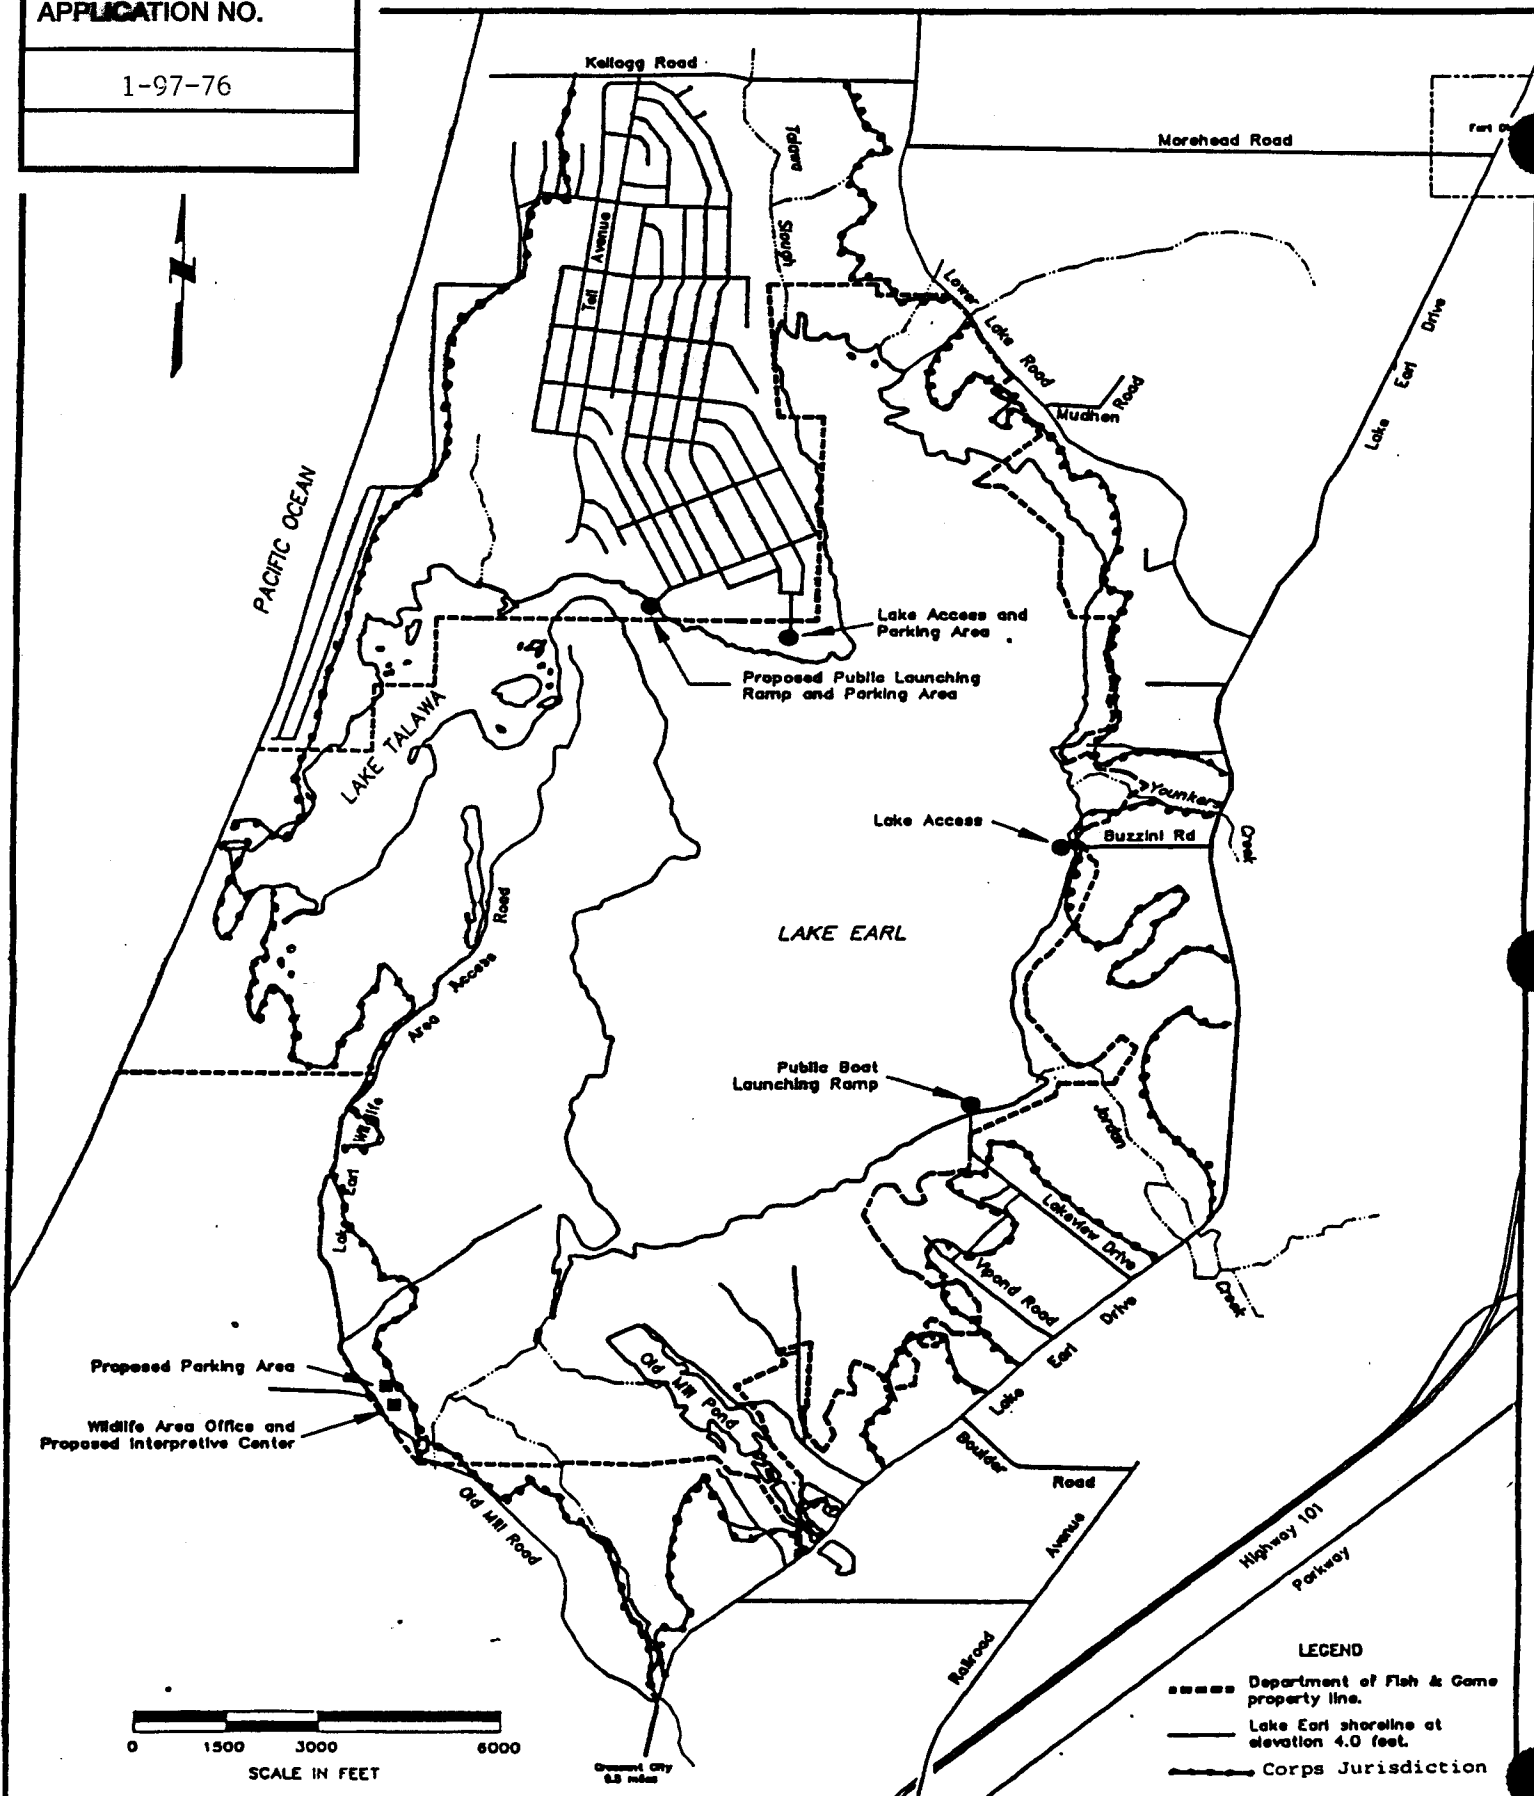 APPLICATION NO.
1-97-76
Kellogg Road
Morehead Road
Talawa
Slough
Tell Avenue
Lower Lake Road
Mudhen Road
Lake Earl Drive
PACIFIC OCEAN
Lake Access and
Parking Area
Proposed Public Launching
Ramp and Parking Area
LAKE TALAWA
Younker
Creek
Lake Access
Buzzini Rd
LAKE EARL
Lake Earl Wildlife Area Access Road
Public Boat
Launching Ramp
Jordan
Creek
Lakeview Drive
Vipond Road
Lake Earl Drive
Proposed Parking Area
Wildlife Area Office and
Proposed Interpretive Center
Old Mill Pond
Old Mill Road
Boulder Road
Railroad Avenue
Highway 101
Parkway
0 1500 3000 6000
SCALE IN FEET
Crescent City
miles
LEGEND
Department of Fish & Game
property line.
Lake Earl shoreline at
elevation 4.0 feet.
Corps Jurisdiction